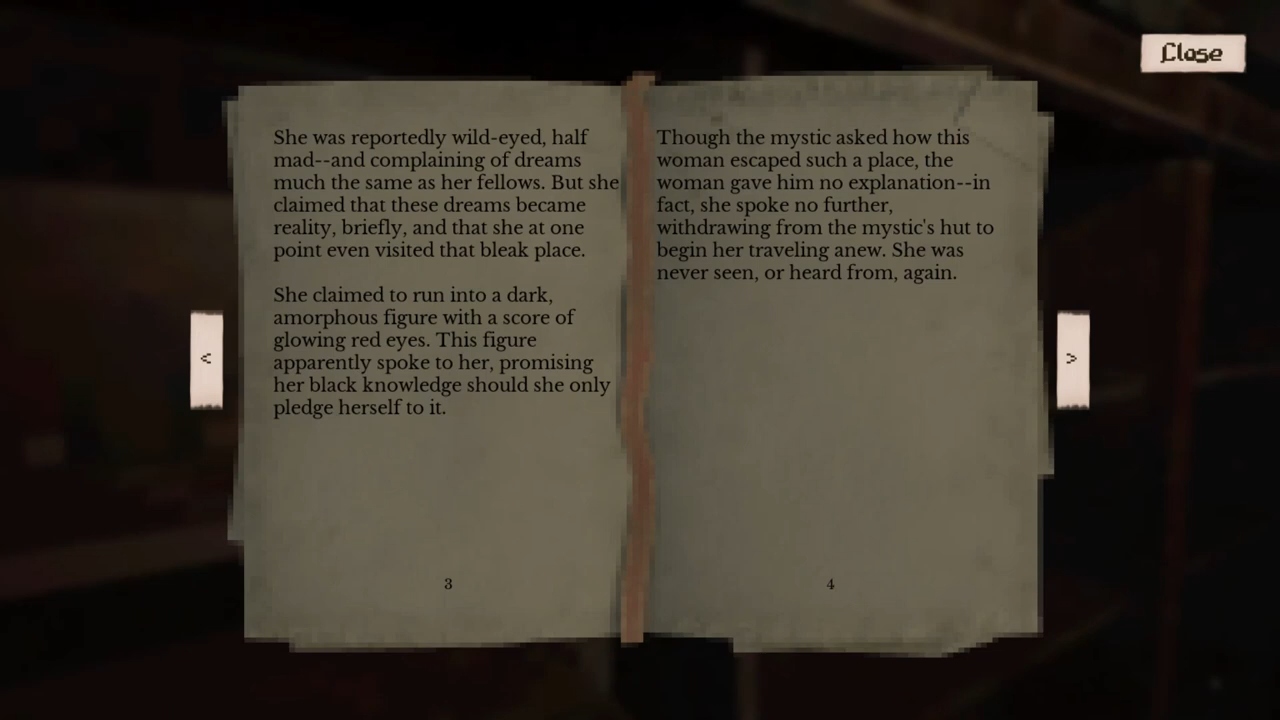 Close
She was reportedly wild-eyed, half
mad--and complaining of dreams
much the same as her fellows. But she
claimed that these dreams became
reality, briefly, and that she at one
point even visited that bleak place.
She claimed to run into a dark,
amorphous figure with a score of
glowing red eyes. This figure
apparently spoke to her, promising
her black knowledge should she only
pledge herself to it.
3
Though the mystic asked how this
woman escaped such a place, the
woman gave him no explanation--in
fact, she spoke no further,
withdrawing from the mystic's hut to
begin her traveling anew. She was
never seen, or heard from, again.
4
<
>